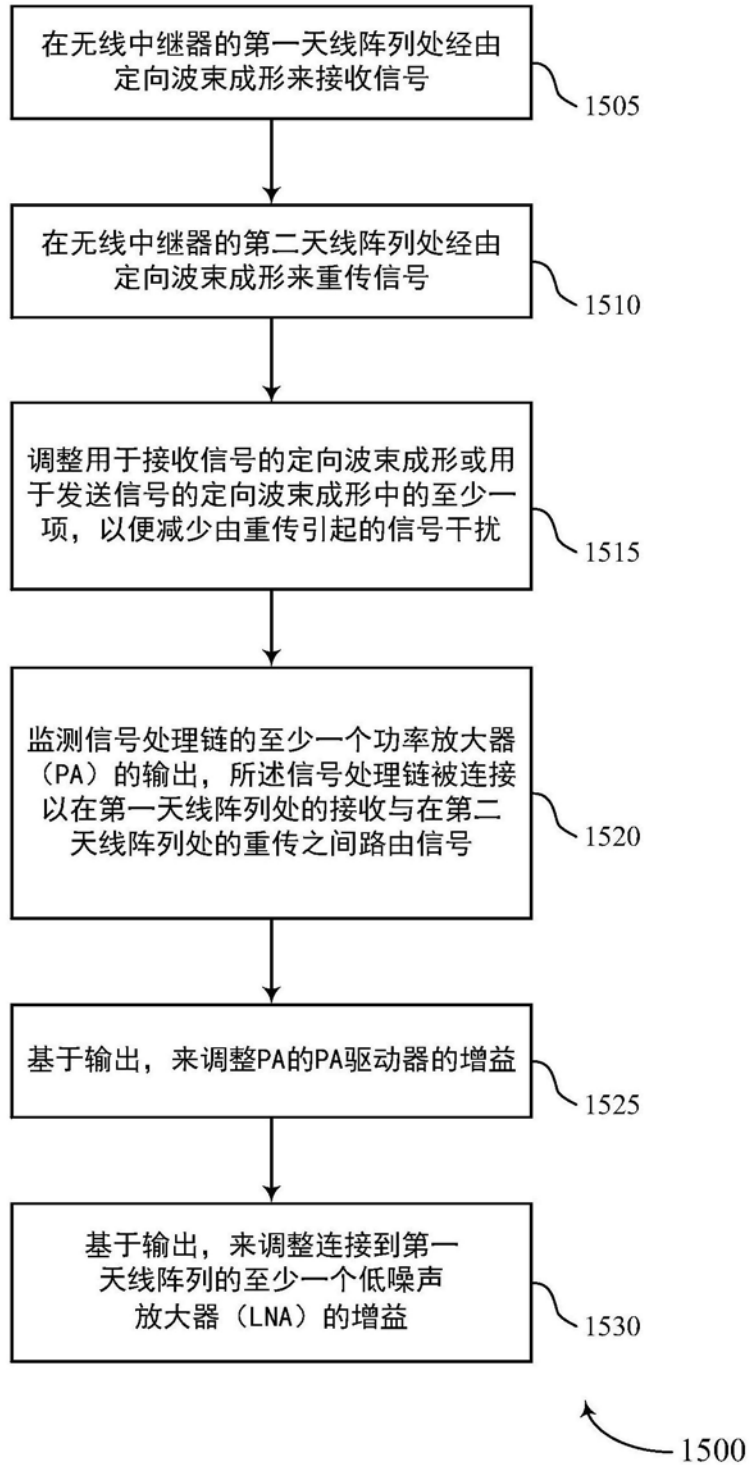 在无线中继器的第一天线阵列处经由
定向波束成形来接收信号
1505
在无线中继器的第二天线阵列处经由
定向波束成形来重传信号
1510
调整用于接收信号的定向波束成形或用
于发送信号的定向波束成形中的至少一
项，以便减少由重传引起的信号干扰
1515
监测信号处理链的至少一个功率放大器
（PA）的输出，所述信号处理链被连接
以在第一天线阵列处的接收与在第二
天线阵列处的重传之间路由信号
1520
基于输出，来调整PA的PA驱动器的增益
1525
基于输出，来调整连接到第一
天线阵列的至少一个低噪声
放大器（LNA）的增益
1530
1500